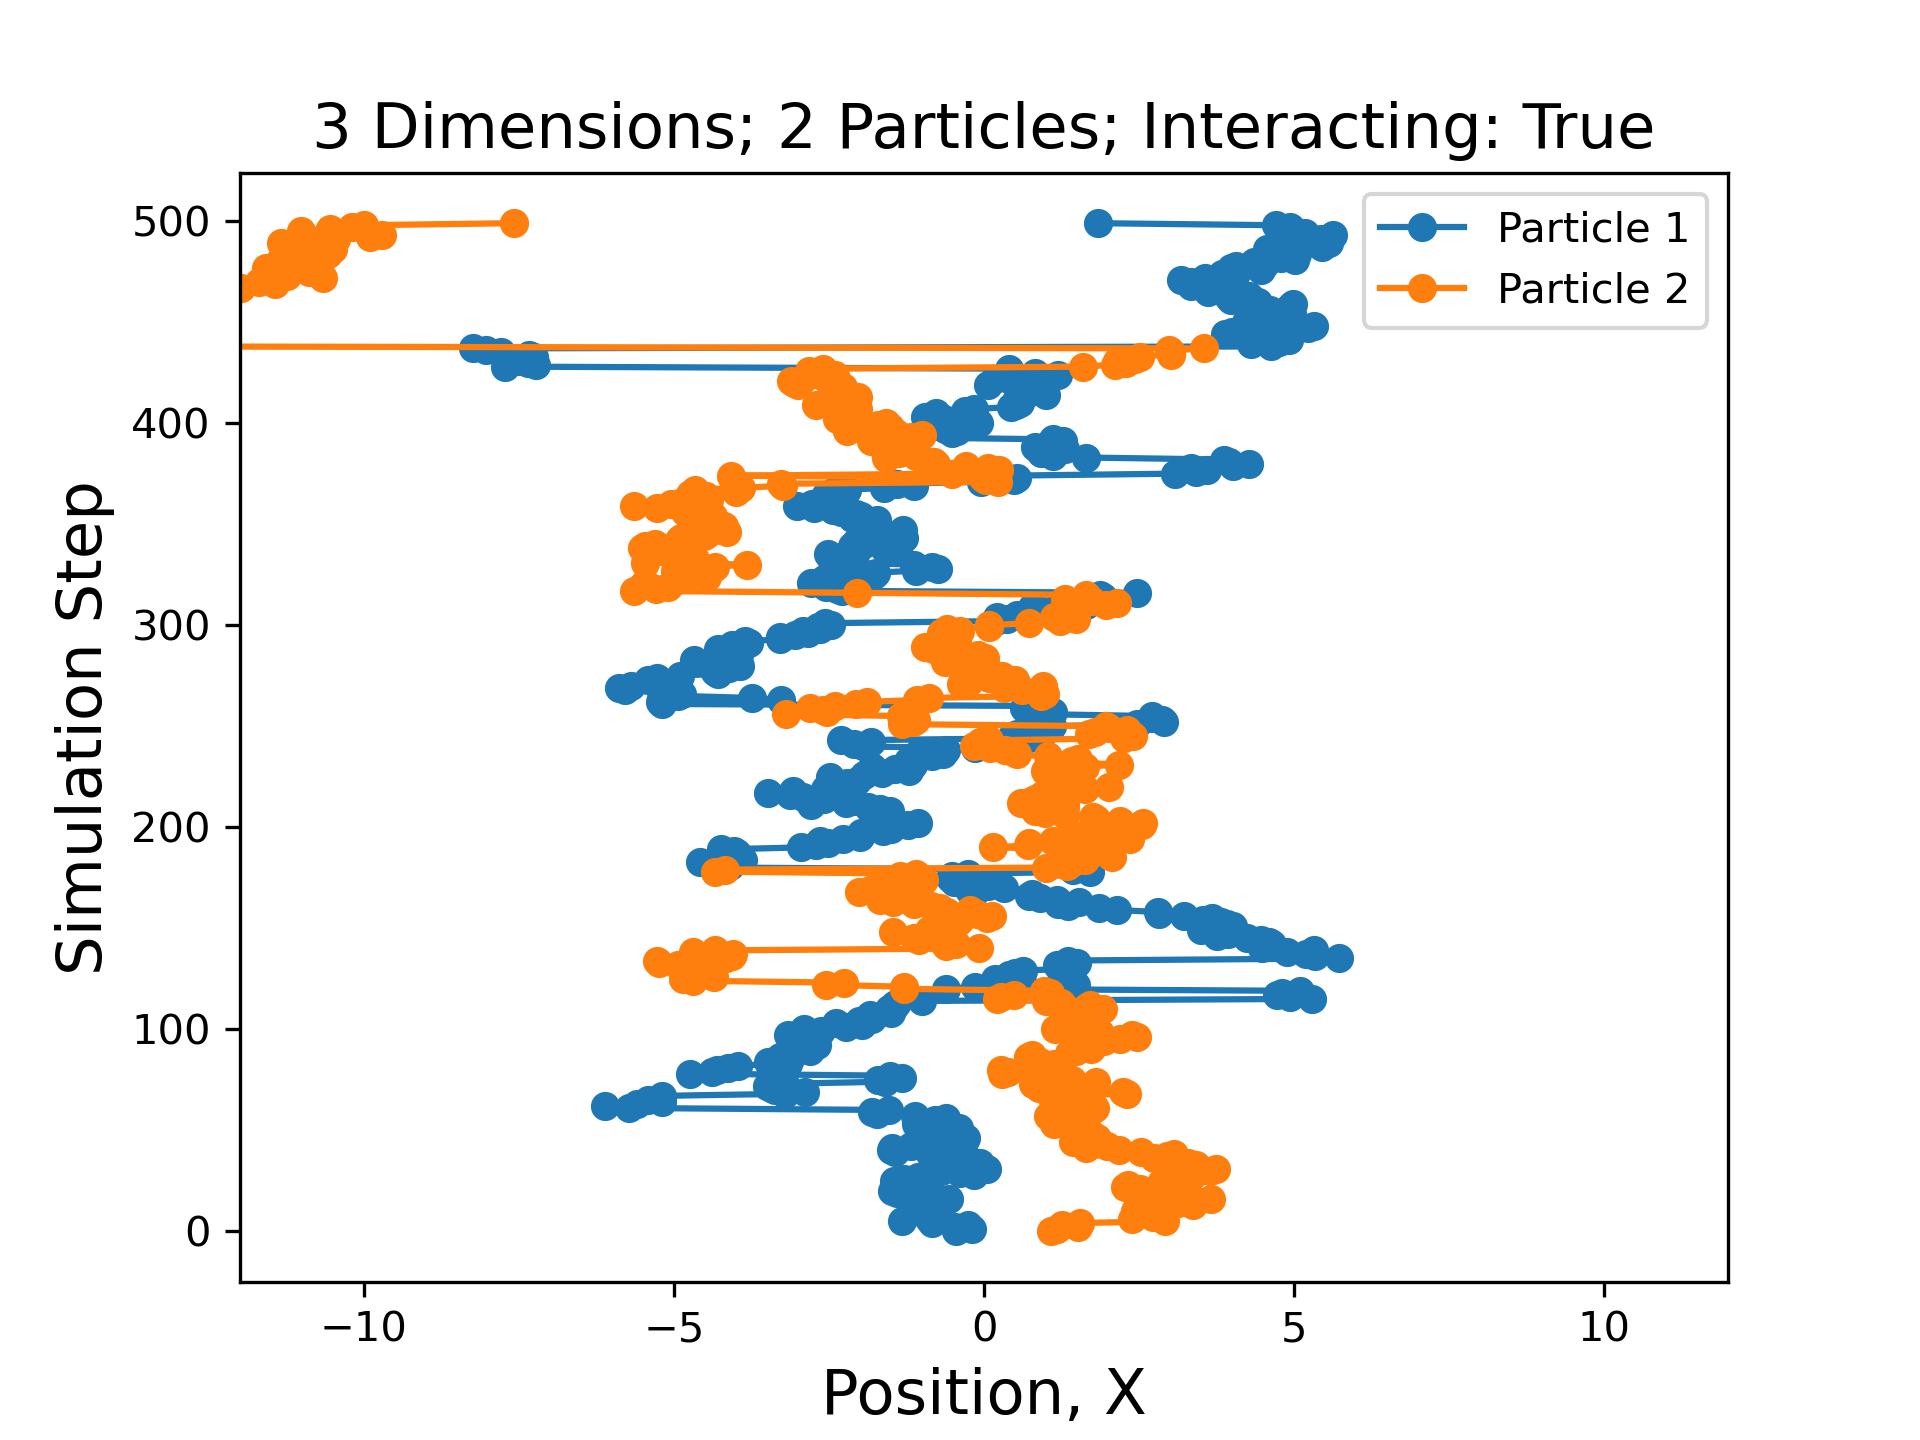 3 Dimensions; 2 Particles; Interacting: True
Particle 1
Particle 2
Simulation Step
500
400
300
200
100
0
−10
−5
0
5
10
Position, X